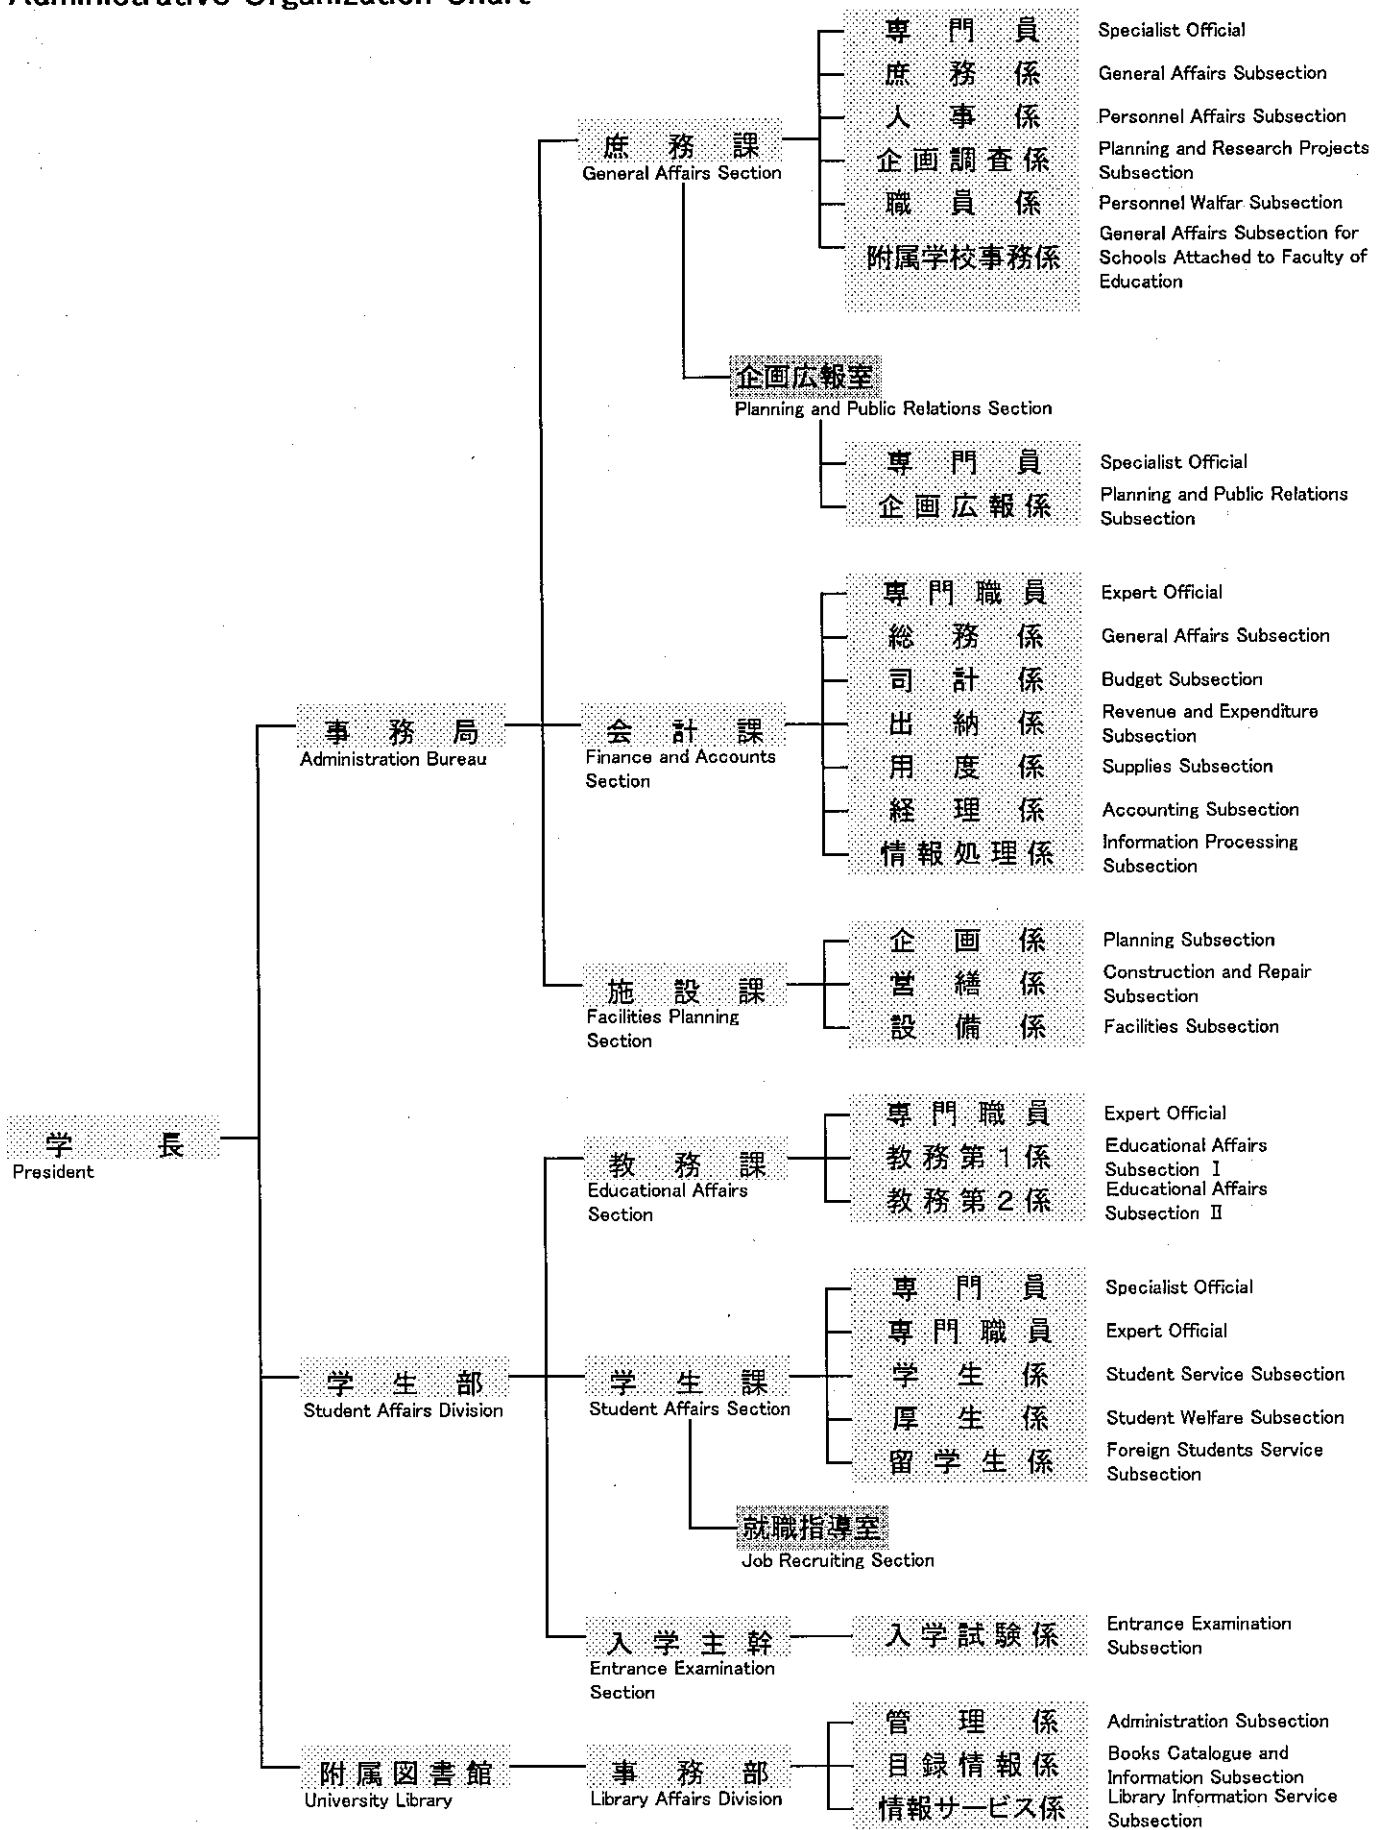 Administrative Organization Chart
専門員 Specialist Official
庶務係 General Affairs Subsection
人事係 Personnel Affairs Subsection
企画調査係 Planning and Research Projects
Subsection
職員係 Personnel Walfar Subsection
附属学校事務係 General Affairs Subsection for
Schools Attached to Faculty of
Education
庶務課
General Affairs Section
企画広報室
Planning and Public Relations Section
専門員 Specialist Official
企画広報係 Planning and Public Relations
Subsection
専門職員 Expert Official
総務係 General Affairs Subsection
司計係 Budget Subsection
出納係 Revenue and Expenditure
Subsection
用度係 Supplies Subsection
経理係 Accounting Subsection
情報処理係 Information Processing
Subsection
事務局
Administration Bureau
会計課
Finance and Accounts
Section
企画係 Planning Subsection
営繕係 Construction and Repair
Subsection
設備係 Facilities Subsection
施設課
Facilities Planning
Section
学長
President
専門職員 Expert Official
教務第1係 Educational Affairs
Subsection Ⅰ
教務第2係 Educational Affairs
Subsection Ⅱ
教務課
Educational Affairs
Section
専門員 Specialist Official
専門職員 Expert Official
学生係 Student Service Subsection
厚生係 Student Welfare Subsection
留学生係 Foreign Students Service
Subsection
学生部
Student Affairs Division
学生課
Student Affairs Section
就職指導室
Job Recruiting Section
入学主幹
Entrance Examination
Section
入学試験係 Entrance Examination
Subsection
管理係 Administration Subsection
目録情報係 Books Catalogue and
Information Subsection
情報サービス係 Library Information Service
Subsection
附属図書館
University Library
事務部
Library Affairs Division